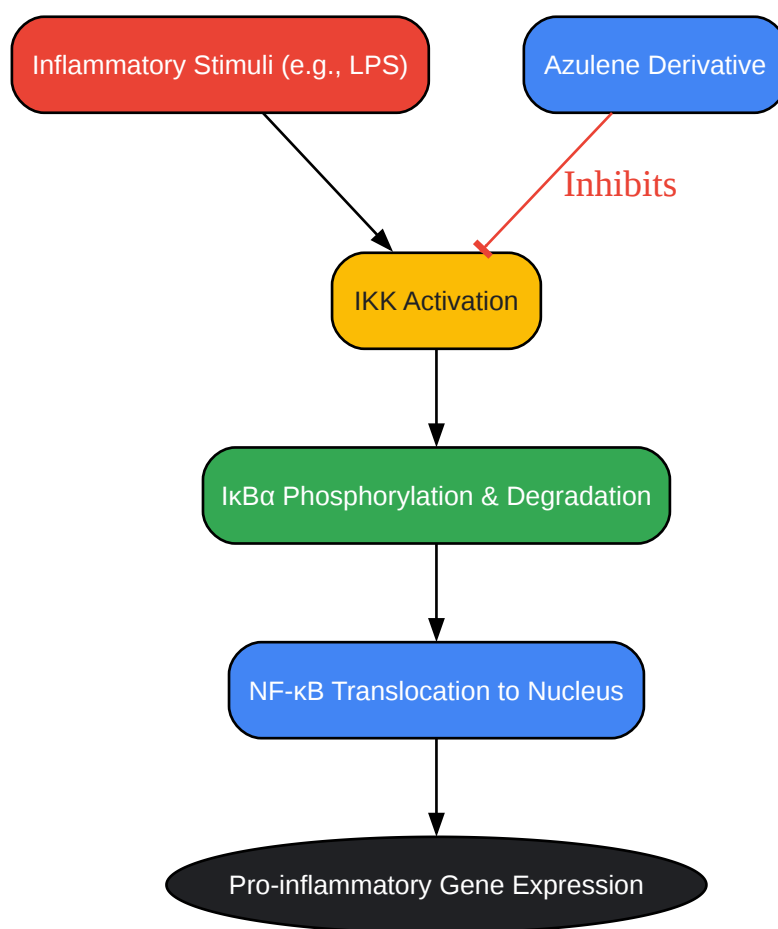 Inflammatory Stimuli (e.g., LPS)
Azulene Derivative
Inhibits
IKK Activation
IκBα Phosphorylation & Degradation
NF-κB Translocation to Nucleus
Pro-inflammatory Gene Expression